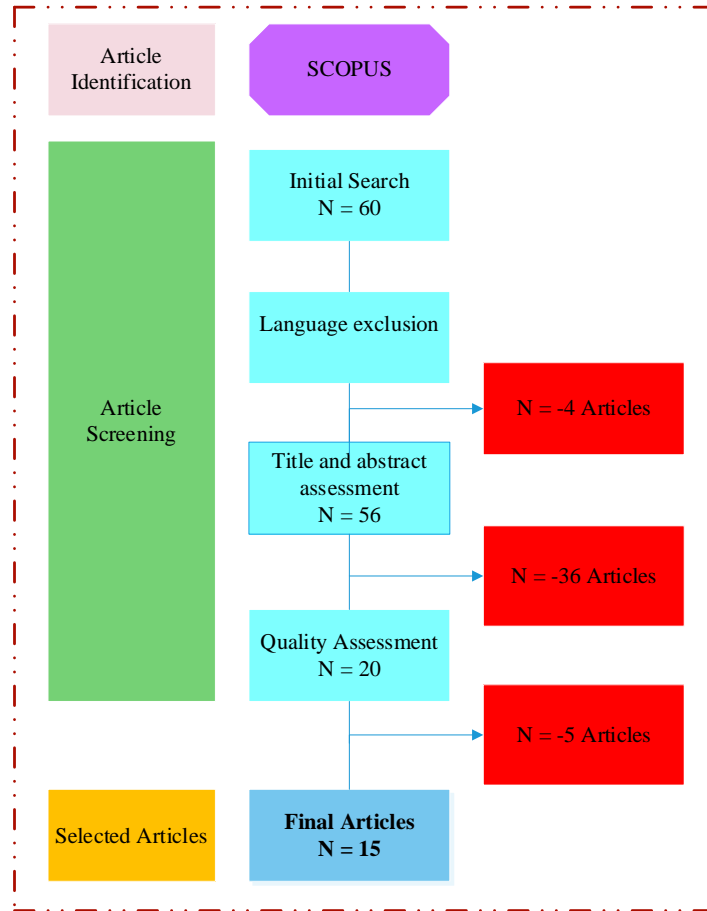 Article
Identification
SCOPUS
Initial Search
N = 60
Language exclusion
Article
Screening
N = -4 Articles
Title and abstract
assessment
N = 56
N = -36 Articles
Quality Assessment
N = 20
N = -5 Articles
Selected Articles
Final Articles
N = 15